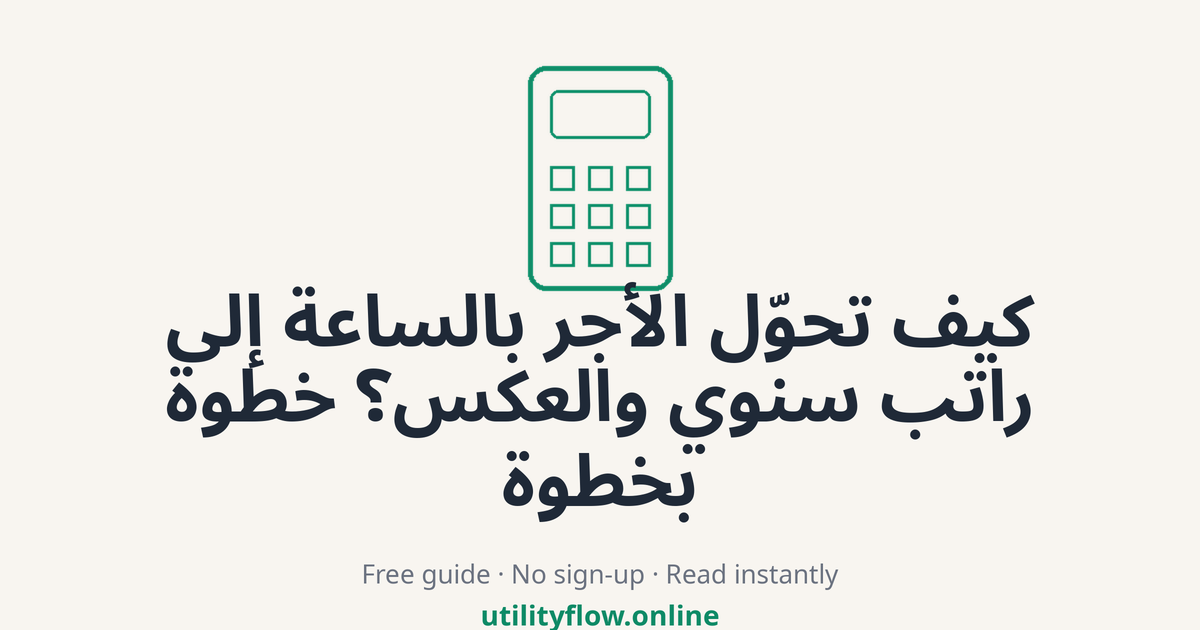 كيف تحوّل الأجر بالساعة إلى
راتب سنوي والعكس؟ خطوة
بخطوة
Free guide · No sign-up · Read instantly
utilityflow.online